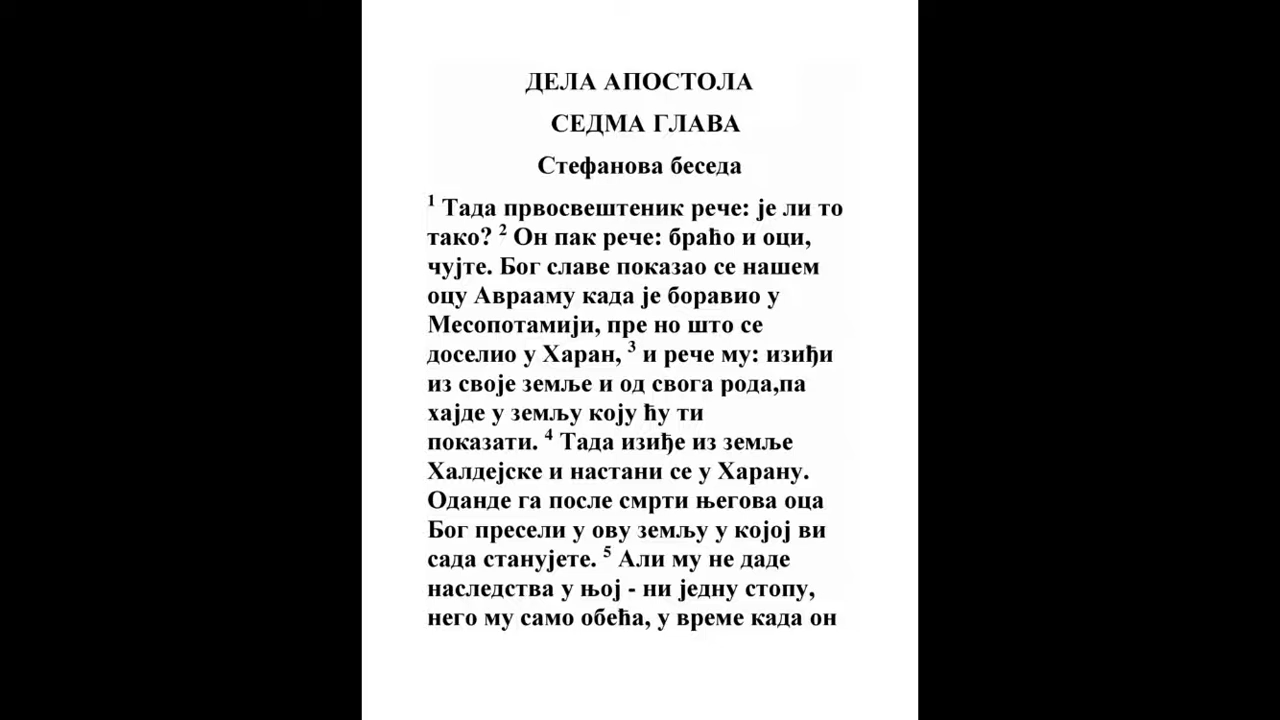 ДЕЛА АПОСТОЛА
СЕДМА ГЛАВА
Стефанова беседа
¹ Тада првосвештеник рече: је ли то
тако? ² Он пак рече: браћо и оци,
чујте. Бог славе показао се нашем
оцу Аврааму када је боравио у
Месопотамији, пре но што се
доселио у Харан, ³ и рече му: изиђи
из своје земље и од свога рода,па
хајде у земљу коју ћу ти
показати. ⁴ Тада изиђе из земље
Халдејске и настани се у Харану.
Оданде га после смрти његова оца
Бог пресели у ову земљу у којој ви
сада станујете. ⁵ Али му не даде
наследства у њој - ни једну стопу,
него му само обећа, у време када он